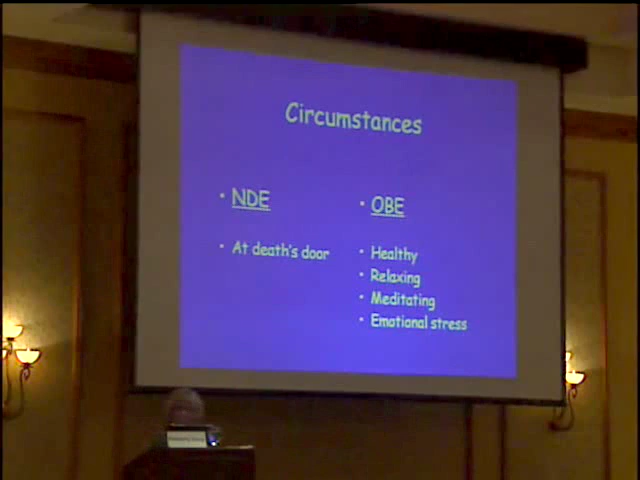 Circumstances
• NDE
• At death's door
• OBE
• Healthy
• Relaxing
• Meditating
• Emotional stress